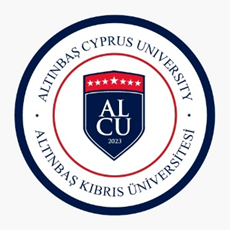 · ALTINBAŞ CYPRUS UNIVERSITY ·
AL
CU
2023
ALTINBAŞ KIBRIS ÜNİVERSİTESİ